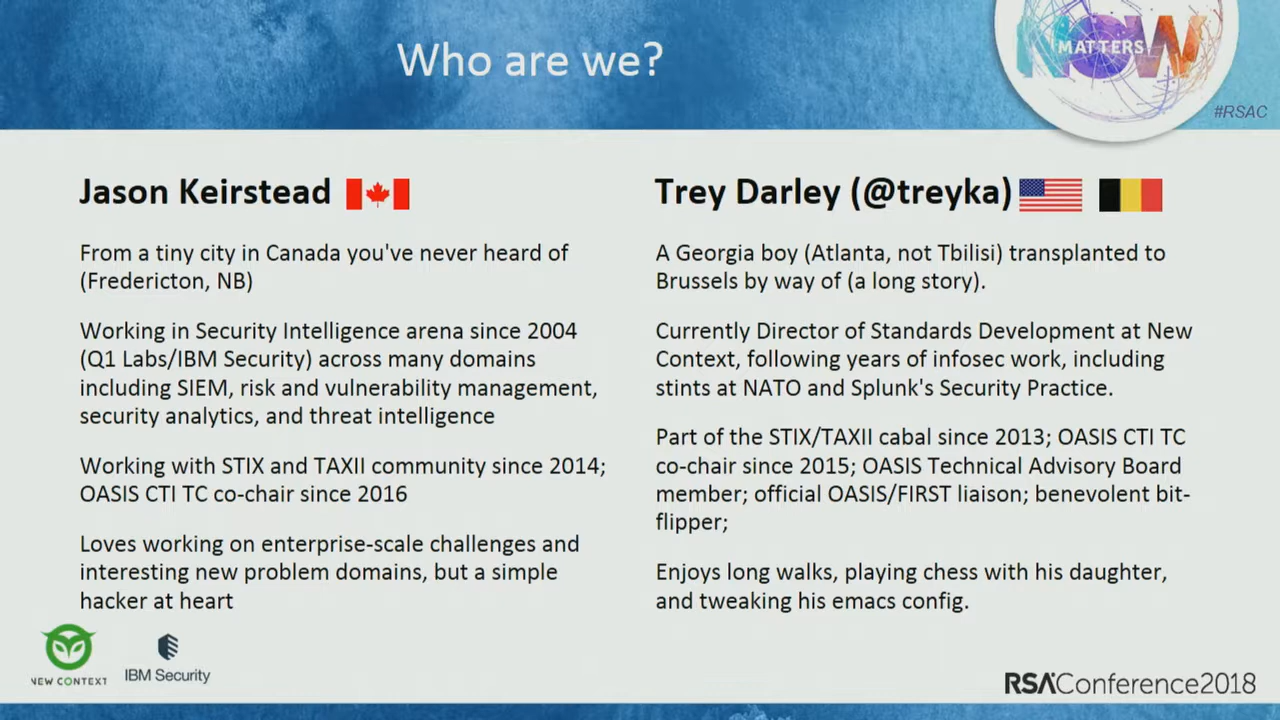 Who are we?
NOW
MATTERS
#RSAC
Jason Keirstead
From a tiny city in Canada you've never heard of
(Fredericton, NB)
Working in Security Intelligence arena since 2004
(Q1 Labs/IBM Security) across many domains
including SIEM, risk and vulnerability management,
security analytics, and threat intelligence
Working with STIX and TAXII community since 2014;
OASIS CTI TC co-chair since 2016
Loves working on enterprise-scale challenges and
interesting new problem domains, but a simple
hacker at heart
Trey Darley (@treyka)
A Georgia boy (Atlanta, not Tbilisi) transplanted to
Brussels by way of (a long story).
Currently Director of Standards Development at New
Context, following years of infosec work, including
stints at NATO and Splunk's Security Practice.
Part of the STIX/TAXII cabal since 2013; OASIS CTI TC
co-chair since 2015; OASIS Technical Advisory Board
member; official OASIS/FIRST liaison; benevolent bit-
flipper;
Enjoys long walks, playing chess with his daughter,
and tweaking his emacs config.
NEW CONTEXT
IBM Security
RSAConference2018